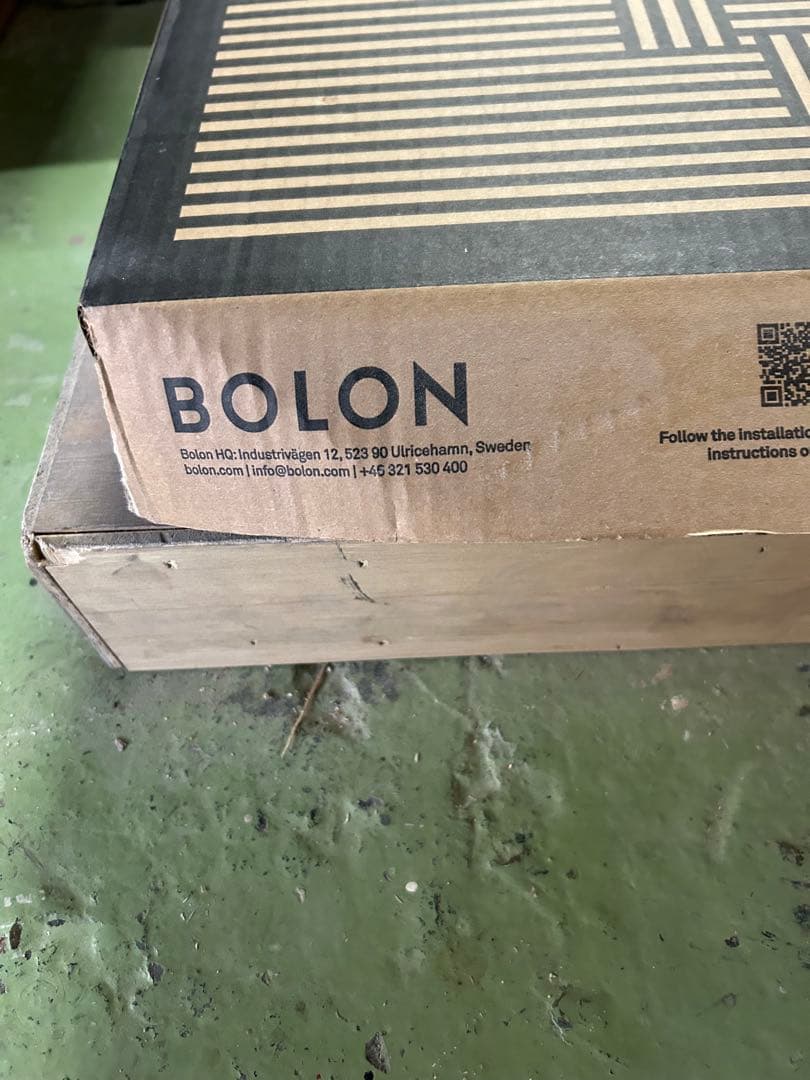 BOLON
Bolon HQ: Industrivägen 12, 523 90 Ulricehamn, Sweden
bolon.com | info@bolon.com | +46 321 530 400
Follow the
instructions